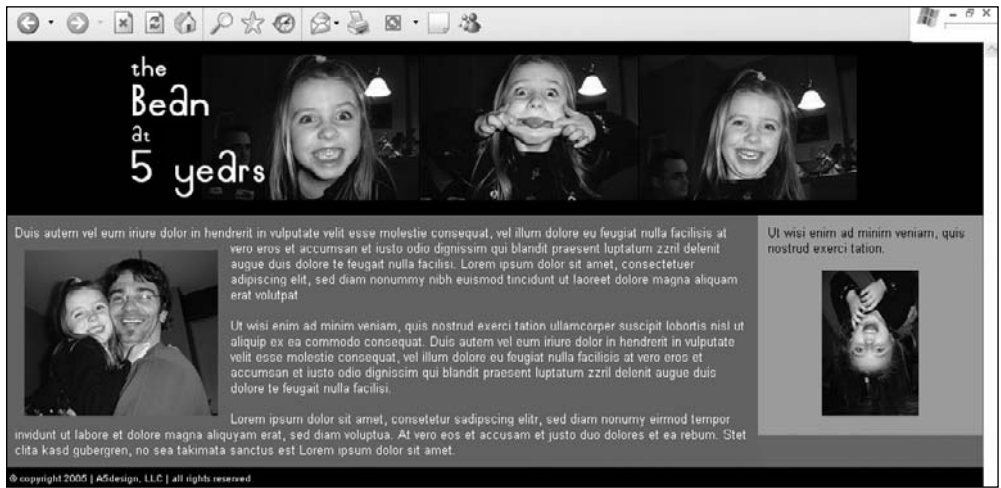 the
Bean
at
5 years
Duis autem vel eum iriure dolor in hendrerit in vulputate velit esse molestie consequat, vel illum dolore eu feugiat nulla facilisis at
vero eros et accumsan et iusto odio dignissim qui blandit praesent luptatum zzril delenit
augue duis dolore te feugait nulla facilisi. Lorem ipsum dolor sit amet, consectetuer
adipiscing elit, sed diam nonummy nibh euismod tincidunt ut laoreet dolore magna aliquam
erat volutpat
Ut wisi enim ad minim veniam, quis nostrud exerci tation ullamcorper suscipit lobortis nisl ut
aliquip ex ea commodo consequat. Duis autem vel eum iriure dolor in hendrerit in vulputate
velit esse molestie consequat, vel illum dolore eu feugiat nulla facilisis at vero eros et
accumsan et iusto odio dignissim qui blandit praesent luptatum zzril delenit augue duis
dolore te feugait nulla facilisi.
Lorem ipsum dolor sit amet, consetetur sadipscing elitr, sed diam nonumy eirmod tempor
invidunt ut labore et dolore magna aliquyam erat, sed diam voluptua. At vero eos et accusam et justo duo dolores et ea rebum. Stet
clita kasd gubergren, no sea takimata sanctus est Lorem ipsum dolor sit amet.
Ut wisi enim ad minim veniam, quis
nostrud exerci tation.
© copyright 2005 | A5design, LLC | all rights reserved